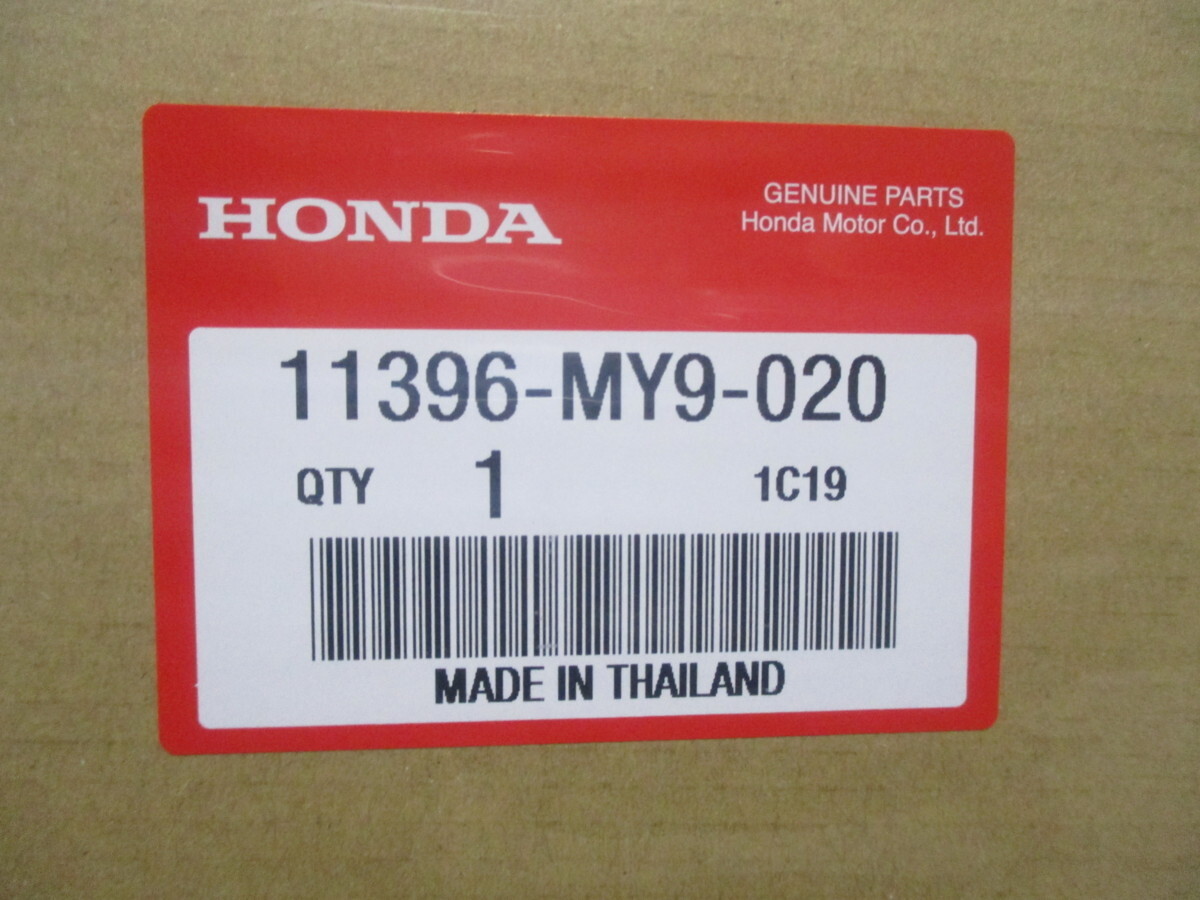 HONDA
GENUINE PARTS
Honda Motor Co., Ltd.
11396-MY9-020
QTY 1 1C19
MADE IN THAILAND